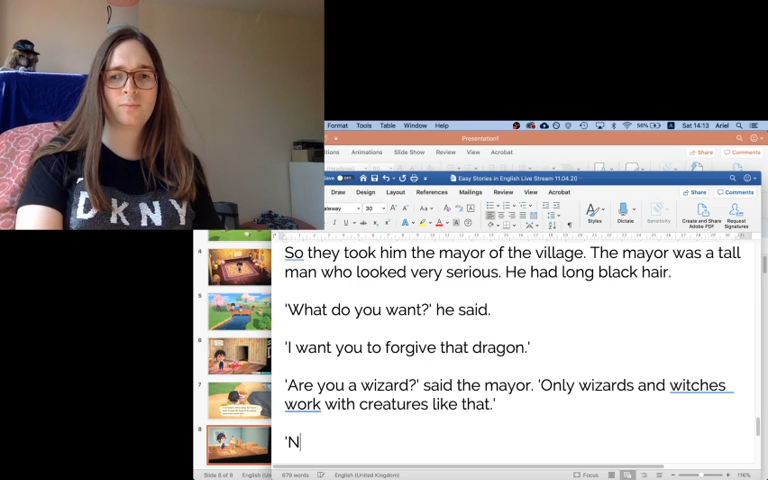 DKNY
Format Tools Table Window Help 50% Sat 14:13 Ariel
Presentation1
Animations Slide Show Review View Acrobat Share Comments
Easy Stories in English Live Stream 11.04.20
Draw Design Layout References Mailings Review View Acrobat Share Comments
30
Styles Dictate Sensitivity Create and Share Adobe PDF Request Signatures
4
5
6
7
8
So they took him the mayor of the village. The mayor was a tall
man who looked very serious. He had long black hair.
'What do you want?' he said.
'I want you to forgive that dragon.'
'Are you a wizard?' said the mayor. 'Only wizards and witches
work with creatures like that.'
'N
Slide 8 of 8 679 words English (United Kingdom) Focus 116%